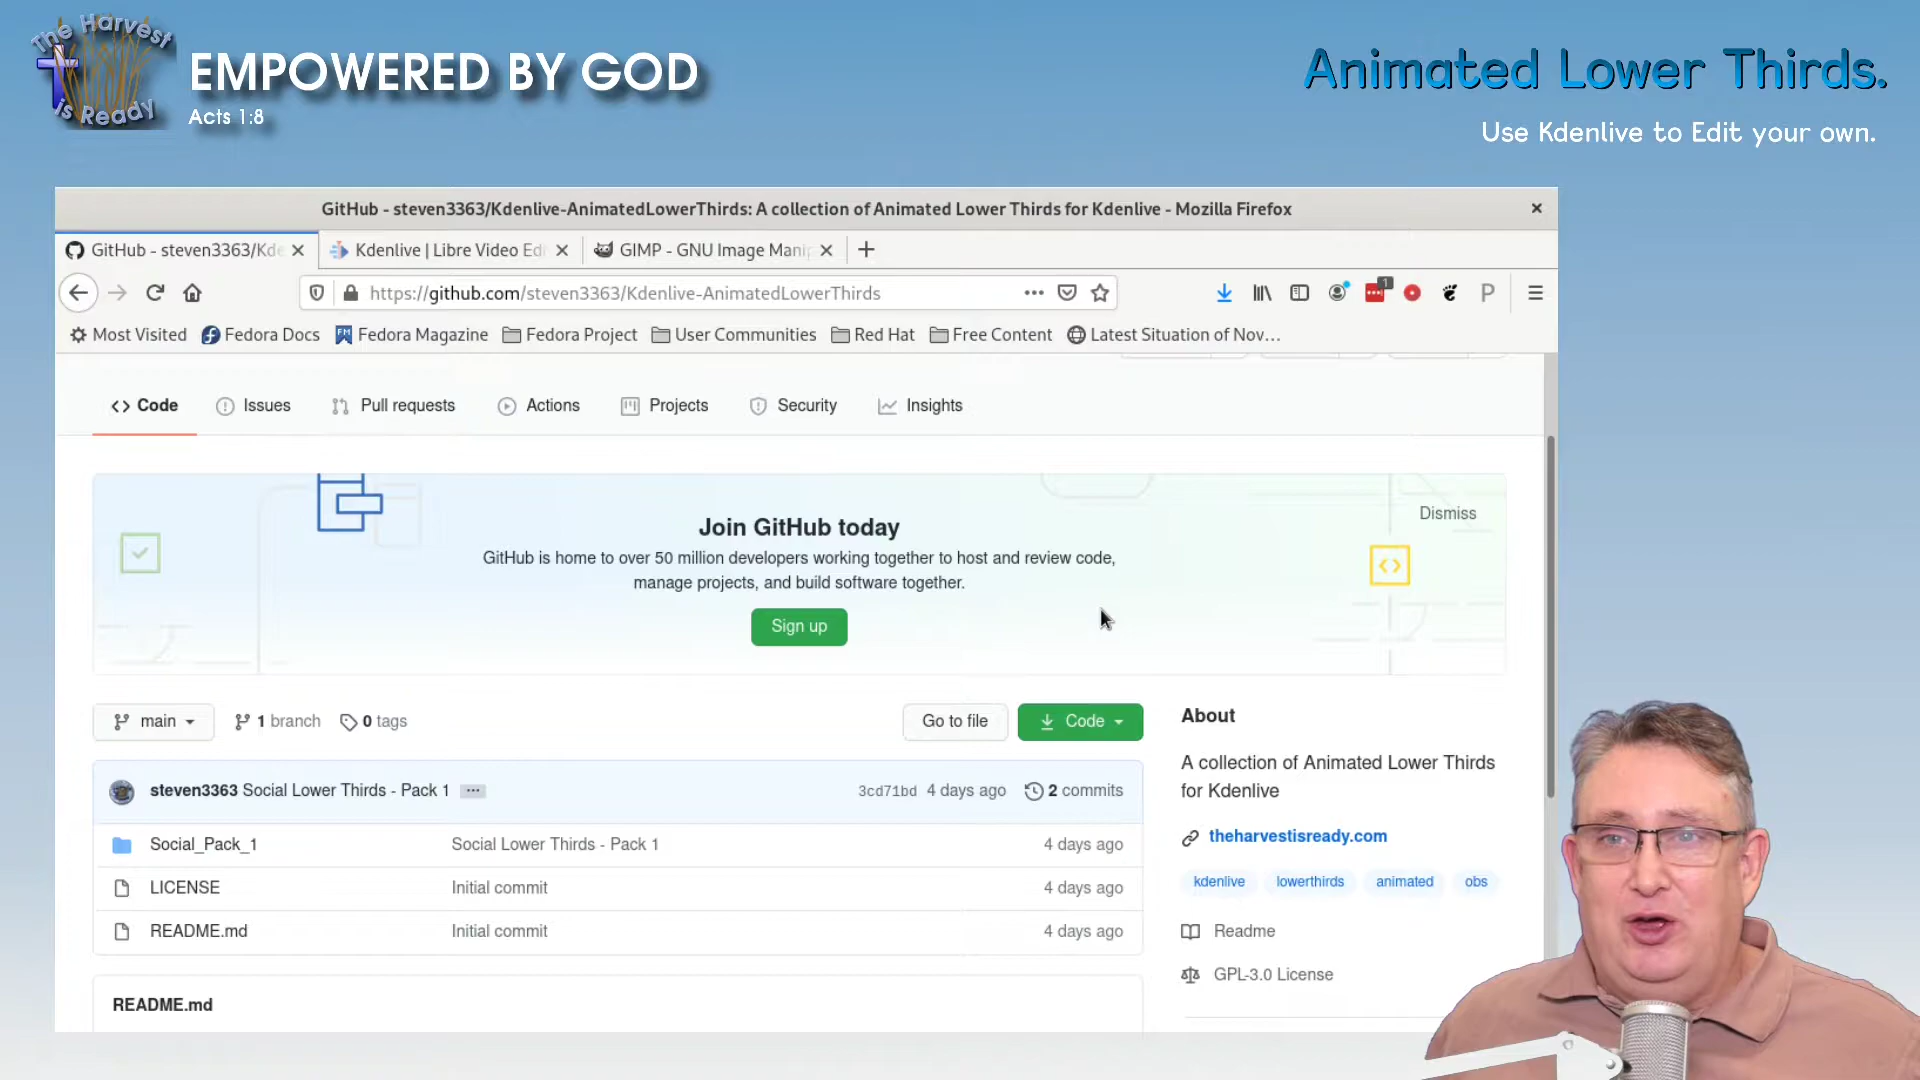 The Harvest
is Ready
EMPOWERED BY GOD
Acts 1:8
Animated Lower Thirds.
Use Kdenlive to Edit your own.
GitHub - steven3363/Kdenlive-AnimatedLowerThirds: A collection of Animated Lower Thirds for Kdenlive - Mozilla Firefox
GitHub - steven3363/Kde
Kdenlive | Libre Video Edi
GIMP - GNU Image Manip
https://github.com/steven3363/Kdenlive-AnimatedLowerThirds
1
P
Most Visited
Fedora Docs
Fedora Magazine
Fedora Project
User Communities
Red Hat
Free Content
Latest Situation of Nov…
Code
Issues
Pull requests
Actions
Projects
Security
Insights
Join GitHub today
Dismiss
GitHub is home to over 50 million developers working together to host and review code,
manage projects, and build software together.
Sign up
main
1 branch
0 tags
Go to file
Code
steven3363 Social Lower Thirds - Pack 1
3cd71bd 4 days ago
2 commits
Social_Pack_1
Social Lower Thirds - Pack 1
4 days ago
LICENSE
Initial commit
4 days ago
README.md
Initial commit
4 days ago
README.md
About
A collection of Animated Lower Thirds
for Kdenlive
theharvestisready.com
kdenlive
lowerthirds
animated
obs
Readme
GPL-3.0 License